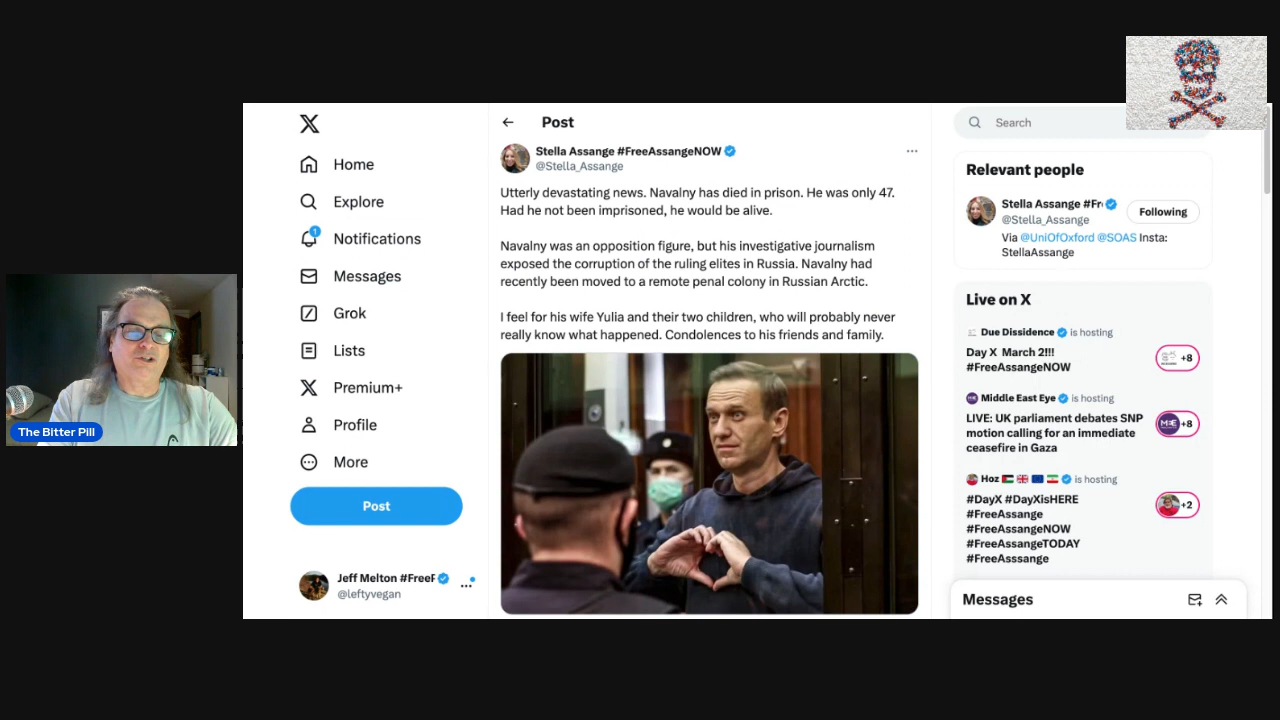 Home
Explore
1
Notifications
Messages
Grok
Lists
Premium+
Profile
More
Post
Jeff Melton #FreeF
@leftyvegan
...
Post
Stella Assange #FreeAssangeNOW
@Stella_Assange
Utterly devastating news. Navalny has died in prison. He was only 47.
Had he not been imprisoned, he would be alive.
Navalny was an opposition figure, but his investigative journalism
exposed the corruption of the ruling elites in Russia. Navalny had
recently been moved to a remote penal colony in Russian Arctic.
I feel for his wife Yulia and their two children, who will probably never
really know what happened. Condolences to his friends and family.
Search
Relevant people
Stella Assange #Fr
@Stella_Assange
Following
Via @UniOfOxford @SOAS Insta:
StellaAssange
Live on X
Due Dissidence is hosting
Day X March 2!!!
#FreeAssangeNOW
+8
Middle East Eye is hosting
LIVE: UK parliament debates SNP
motion calling for an immediate
ceasefire in Gaza
MEE +8
Hoz is hosting
#DayX #DayXisHERE
#FreeAssange
#FreeAssangeNOW
#FreeAssangeTODAY
#FreeAsssange
+2
Messages
The Bitter Pill